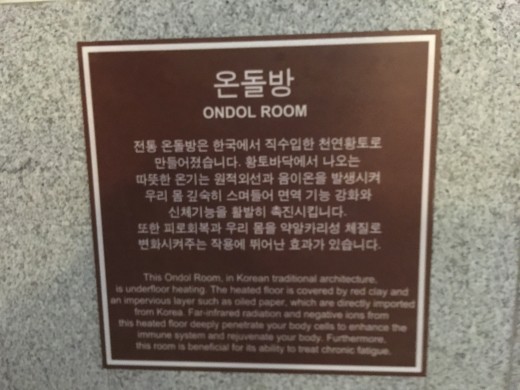 온돌방
ONDOL ROOM
전통 온돌방은 한국에서 직수입한 천연황토로
만들어졌습니다. 황토바닥에서 나오는
따뜻한 온기는 원적외선과 음이온을 발생시켜
우리 몸 깊숙히 스며들어 면역 기능 강화와
신체기능을 활발히 촉진시킵니다.
또한 피로회복과 우리 몸을 약알카리성 체질로
변화시켜주는 작용에 뛰어난 효과가 있습니다.
This Ondol Room, in Korean traditional architecture,
is underfloor heating. The heated floor is covered by red clay and
an impervious layer such as oiled paper, which are directly imported
from Korea. Far-infrared radiation and negative ions from
this heated floor deeply penetrate your body cells to enhance the
immune system and rejuvenate your body. Furthermore,
this room is beneficial for its ability to treat chronic fatigue.